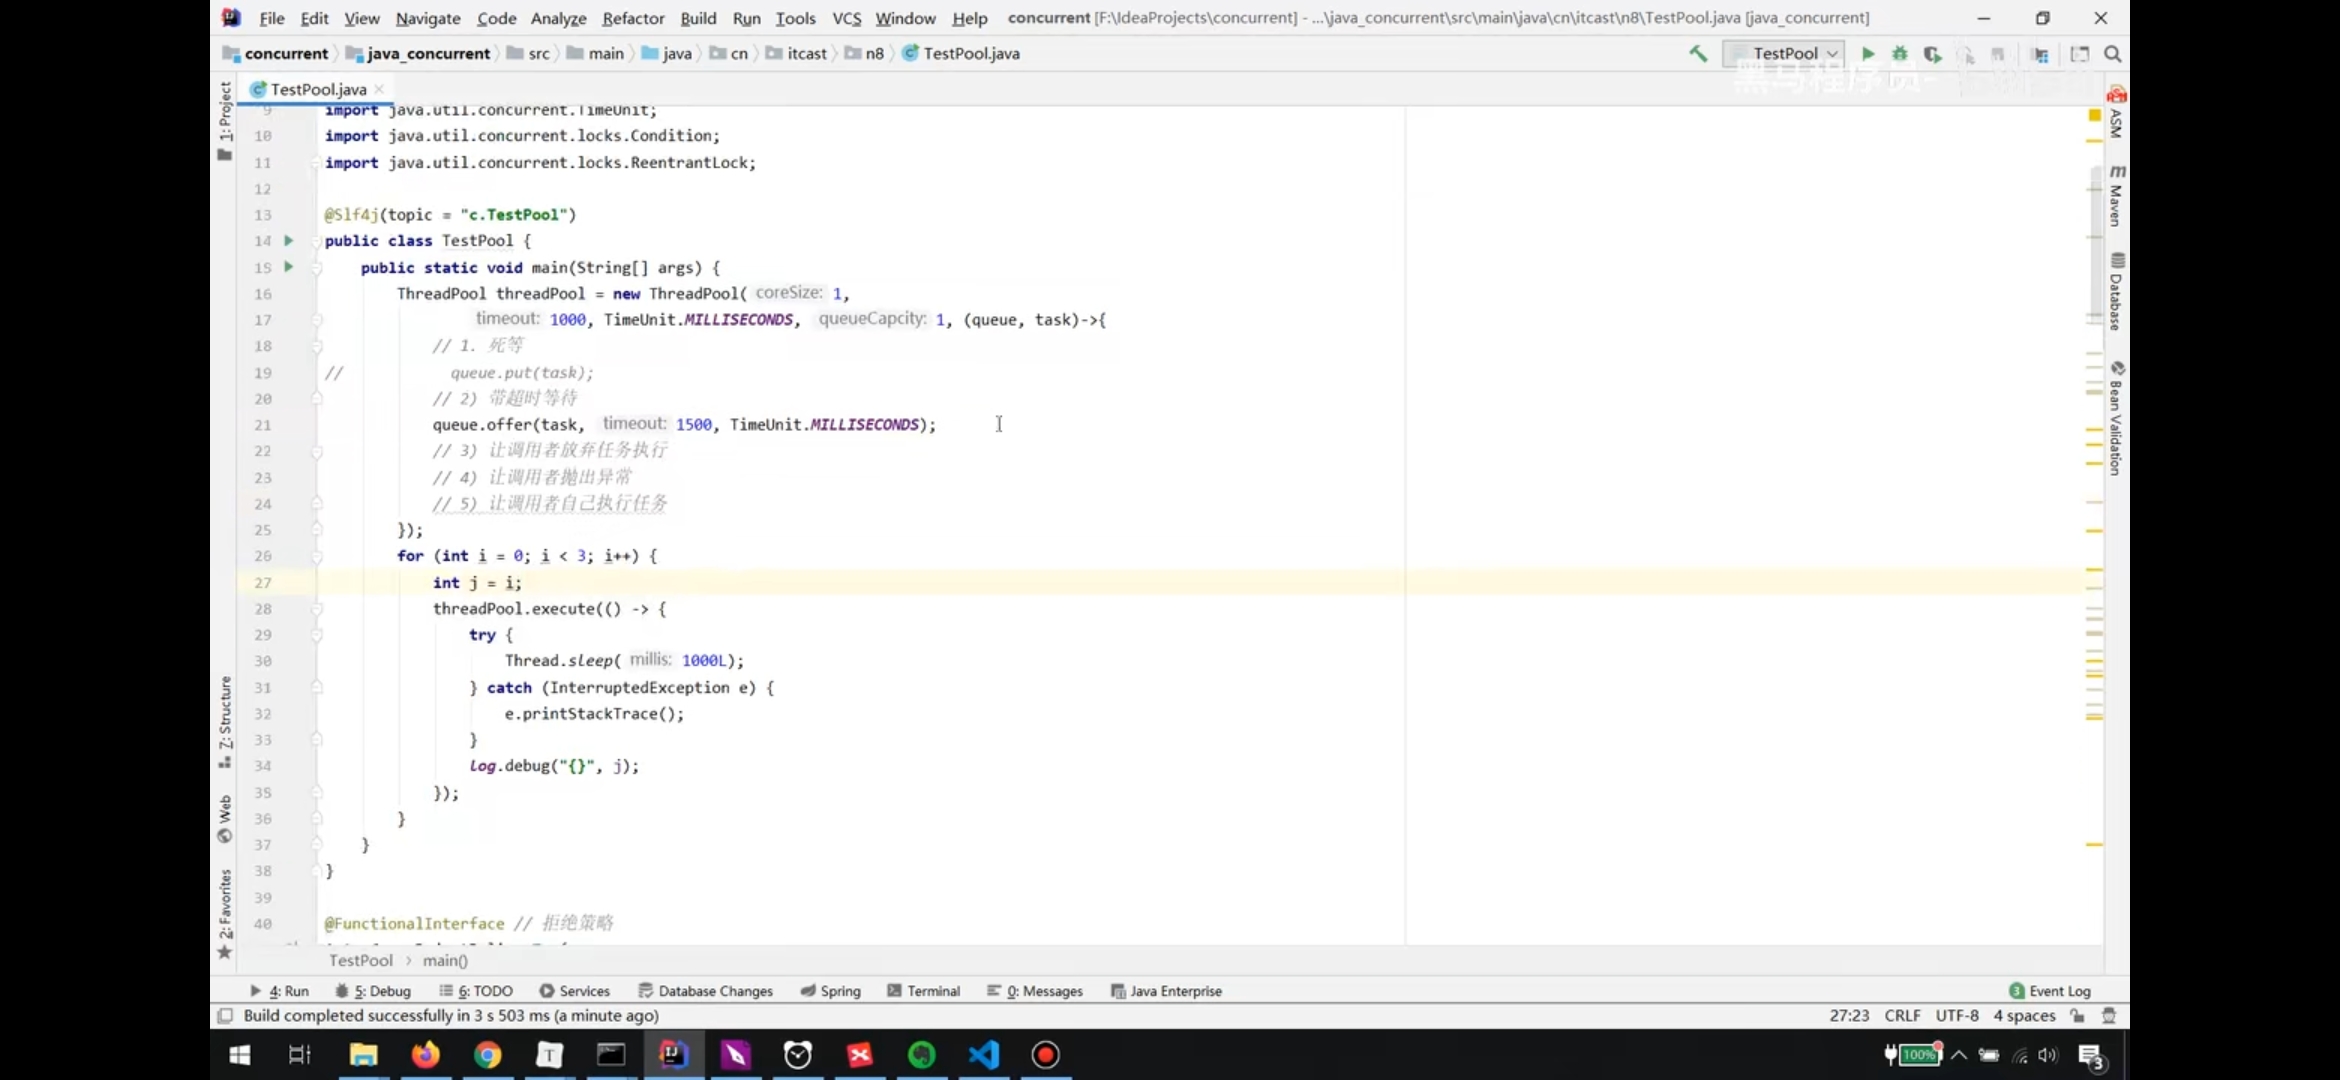 File Edit View Navigate Code Analyze Refactor Build Run Tools VCS Window Help concurrent [F:\IdeaProjects\concurrent] - ...\java_concurrent\src\main\java\cn\itcast\n8\TestPool.java [java_concurrent]
concurrent java_concurrent src main java cn itcast n8 TestPool.java TestPool
黑马程序员-
TestPool.java
1: Project
9 import java.util.concurrent.TimeUnit;
10 import java.util.concurrent.locks.Condition;
11 import java.util.concurrent.locks.ReentrantLock;
12
13 @Slf4j(topic = "c.TestPool")
14 public class TestPool {
15 public static void main(String[] args) {
16 ThreadPool threadPool = new ThreadPool( coreSize: 1,
17 timeout: 1000, TimeUnit.MILLISECONDS, queueCapcity: 1, (queue, task)->{
18 // 1. 死等
19 // queue.put(task);
20 // 2) 带超时等待
21 queue.offer(task, timeout: 1500, TimeUnit.MILLISECONDS);
22 // 3) 让调用者放弃任务执行
23 // 4) 让调用者抛出异常
24 // 5) 让调用者自己执行任务
25 });
26 for (int i = 0; i < 3; i++) {
27 int j = i;
28 threadPool.execute(() -> {
29 try {
30 Thread.sleep( millis: 1000L);
31 } catch (InterruptedException e) {
32 e.printStackTrace();
33 }
34 log.debug("{}", j);
35 });
36 }
37 }
38 }
39
40 @FunctionalInterface // 拒绝策略
7: Structure
Web
2: Favorites
ASM
m Maven
Database
Bean Validation
TestPool › main()
4: Run 5: Debug 6: TODO Services Database Changes Spring Terminal 0: Messages Java Enterprise 3 Event Log
Build completed successfully in 3 s 503 ms (a minute ago) 27:23 CRLF UTF-8 4 spaces
T IJ 100% 3